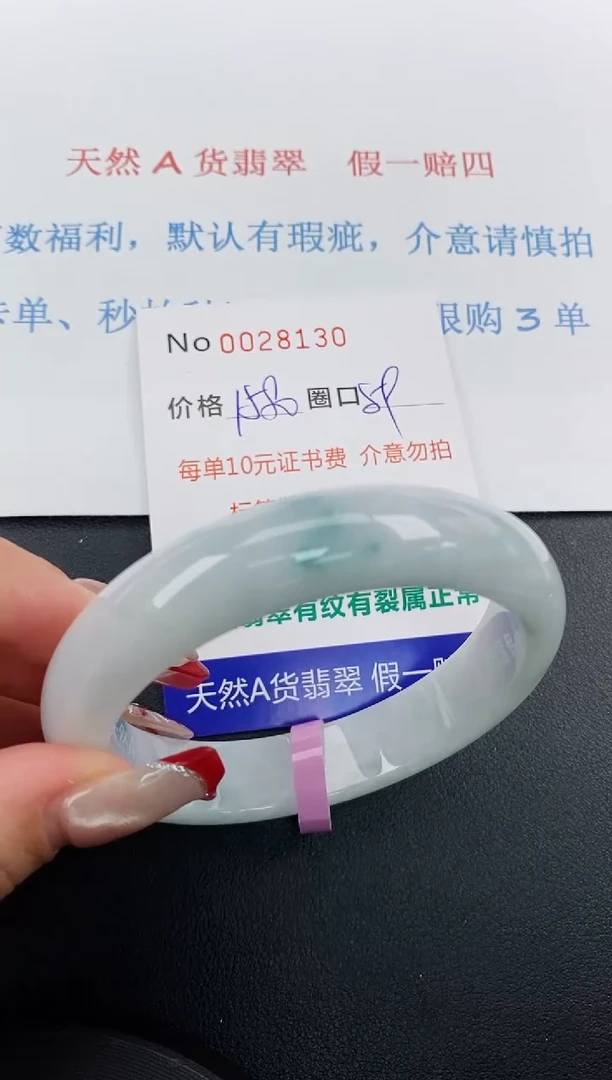 天然 A 货翡翠 假一赔四
数福利，默认有瑕疵，介意请慎拍
单、秒
限购 3 单
No 0028130
价格 圈口
每单10元证书费 介意勿拍
翡翠有纹有裂属正常
天然A货翡翠 假一